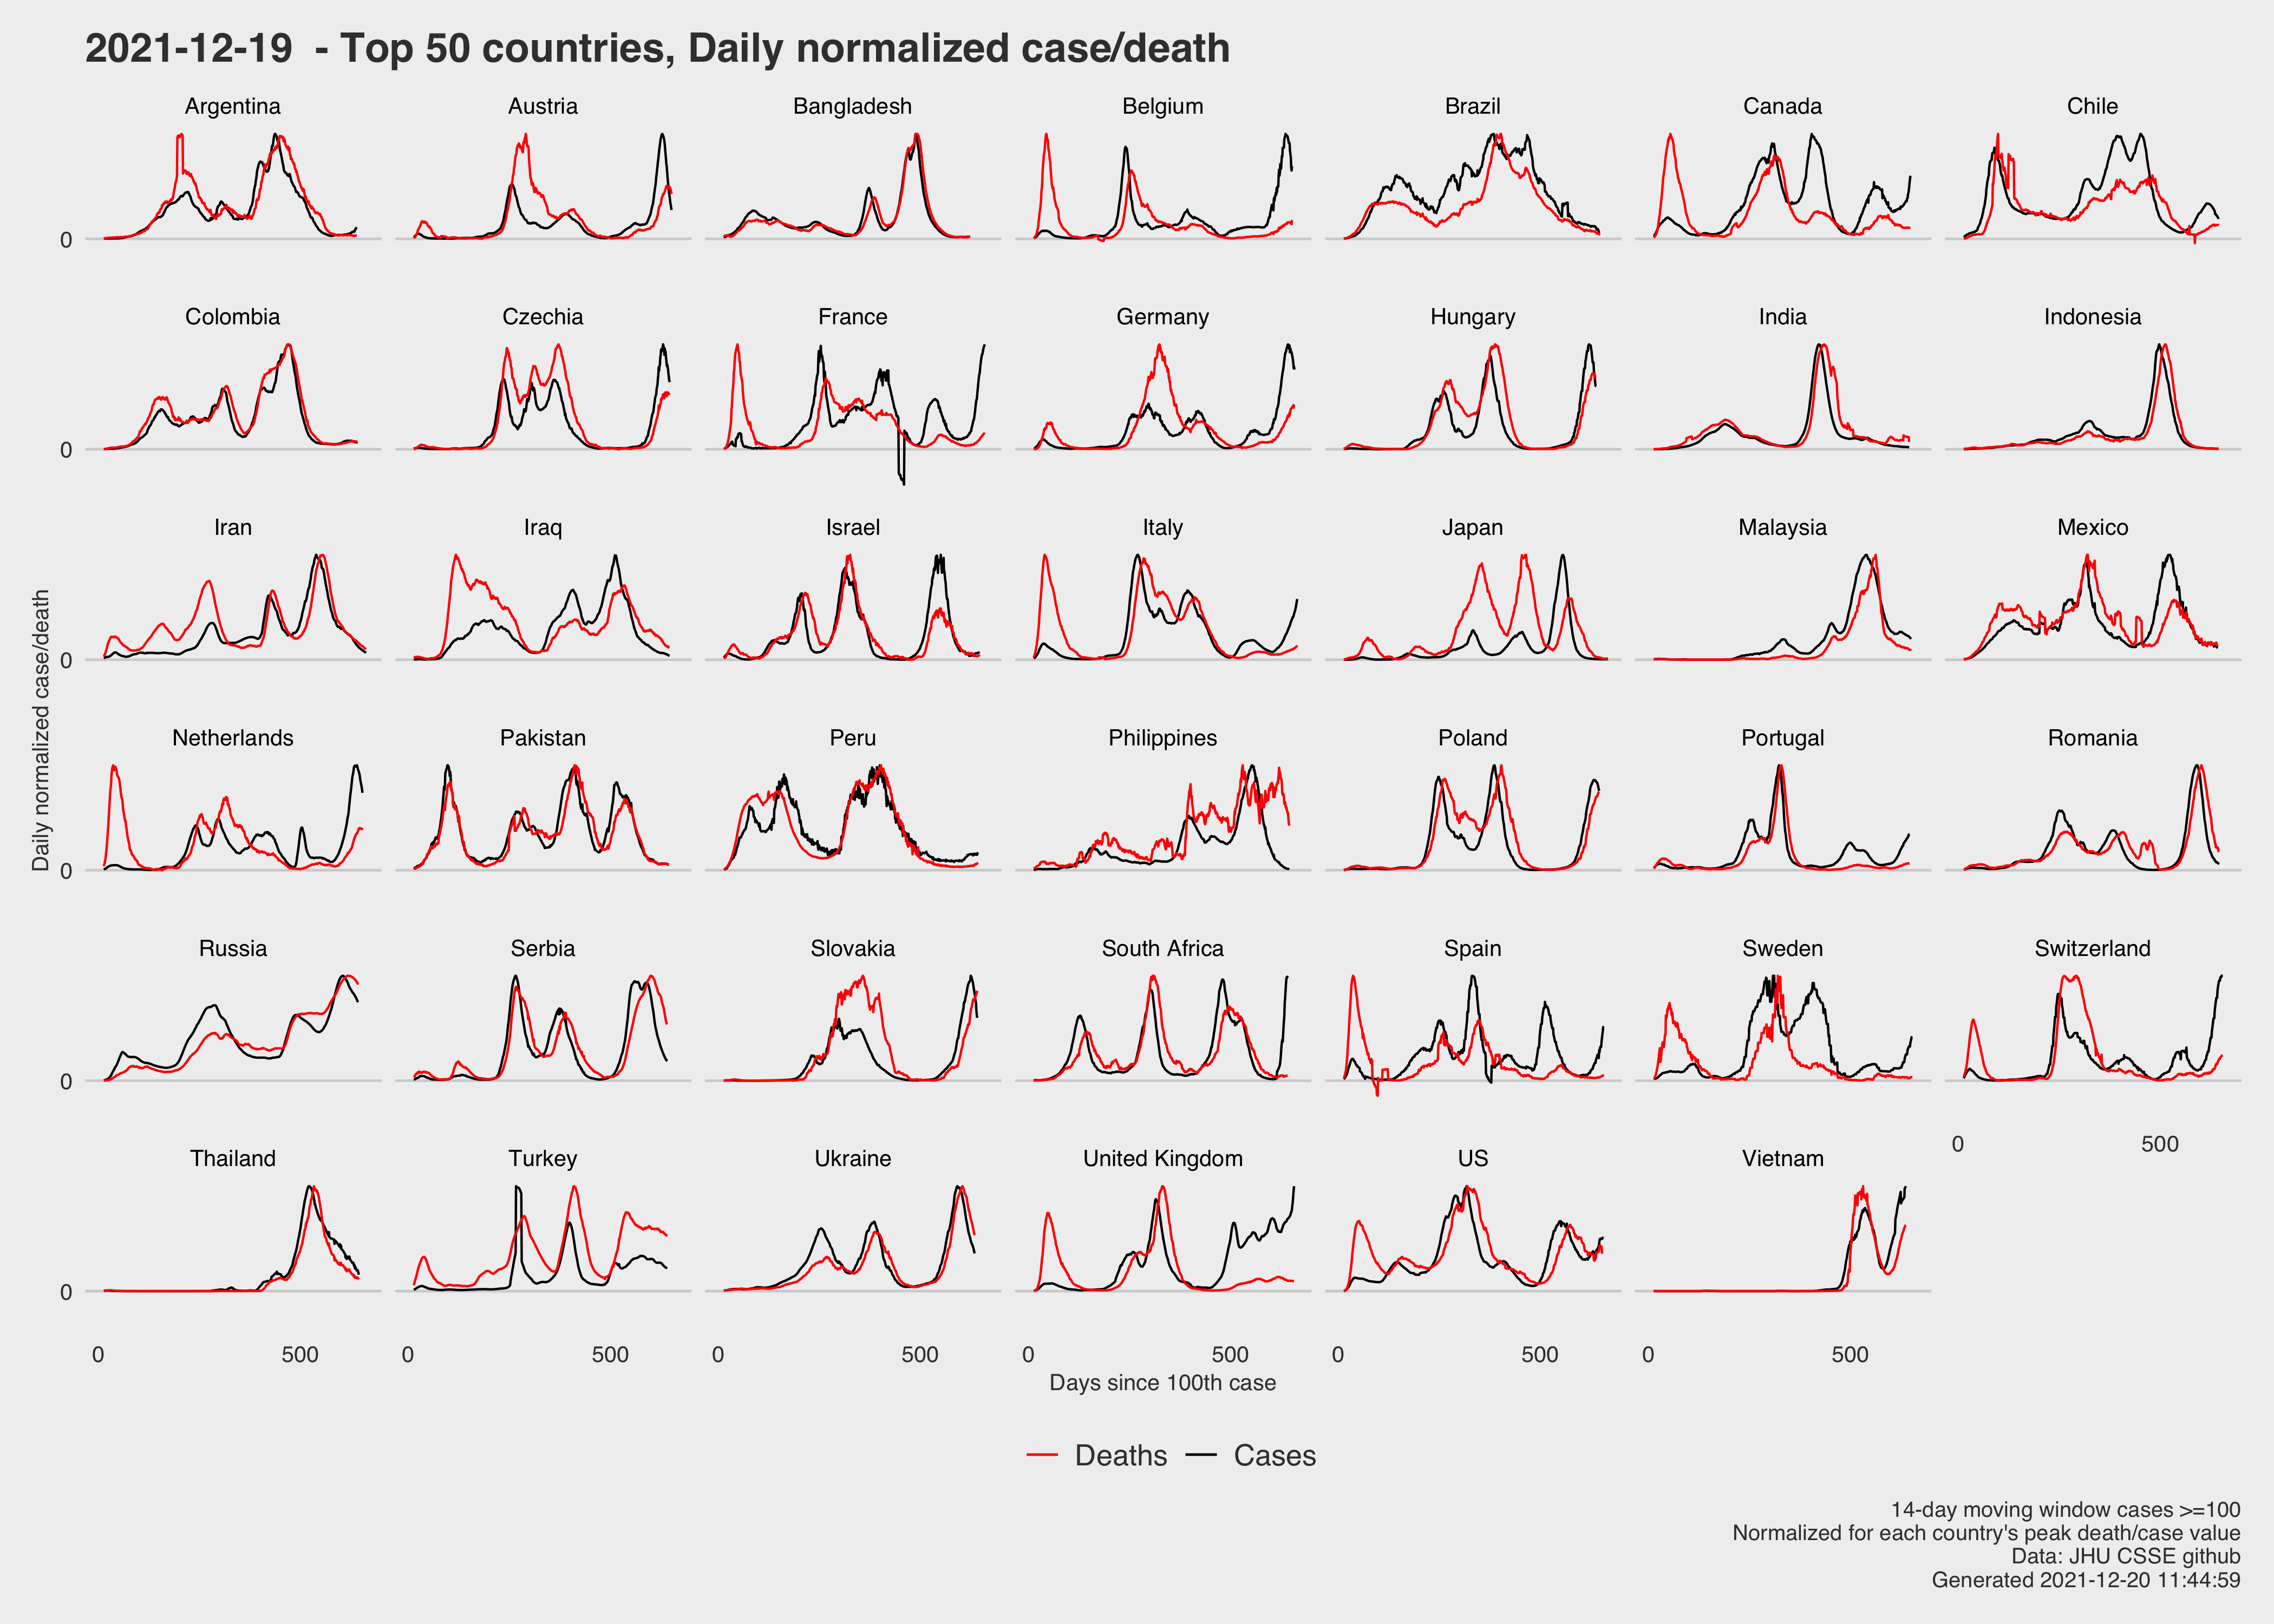 2021-12-19  - Top 50 countries, Daily normalized case/death
Argentina Austria Bangladesh Belgium Brazil Canada Chile
0
Colombia Czechia France Germany Hungary India Indonesia
0
Iran Iraq Israel Italy Japan Malaysia Mexico
0
Daily normalized case/death
Netherlands Pakistan Peru Philippines Poland Portugal Romania
0
Russia Serbia Slovakia South Africa Spain Sweden Switzerland
0
0 500
Thailand Turkey Ukraine United Kingdom US Vietnam
0
0 500 0 500 0 500 0 500 0 500 0 500
Days since 100th case
Deaths Cases
14-day moving window cases >=100
Normalized for each country's peak death/case value
Data: JHU CSSE github
Generated 2021-12-20 11:44:59